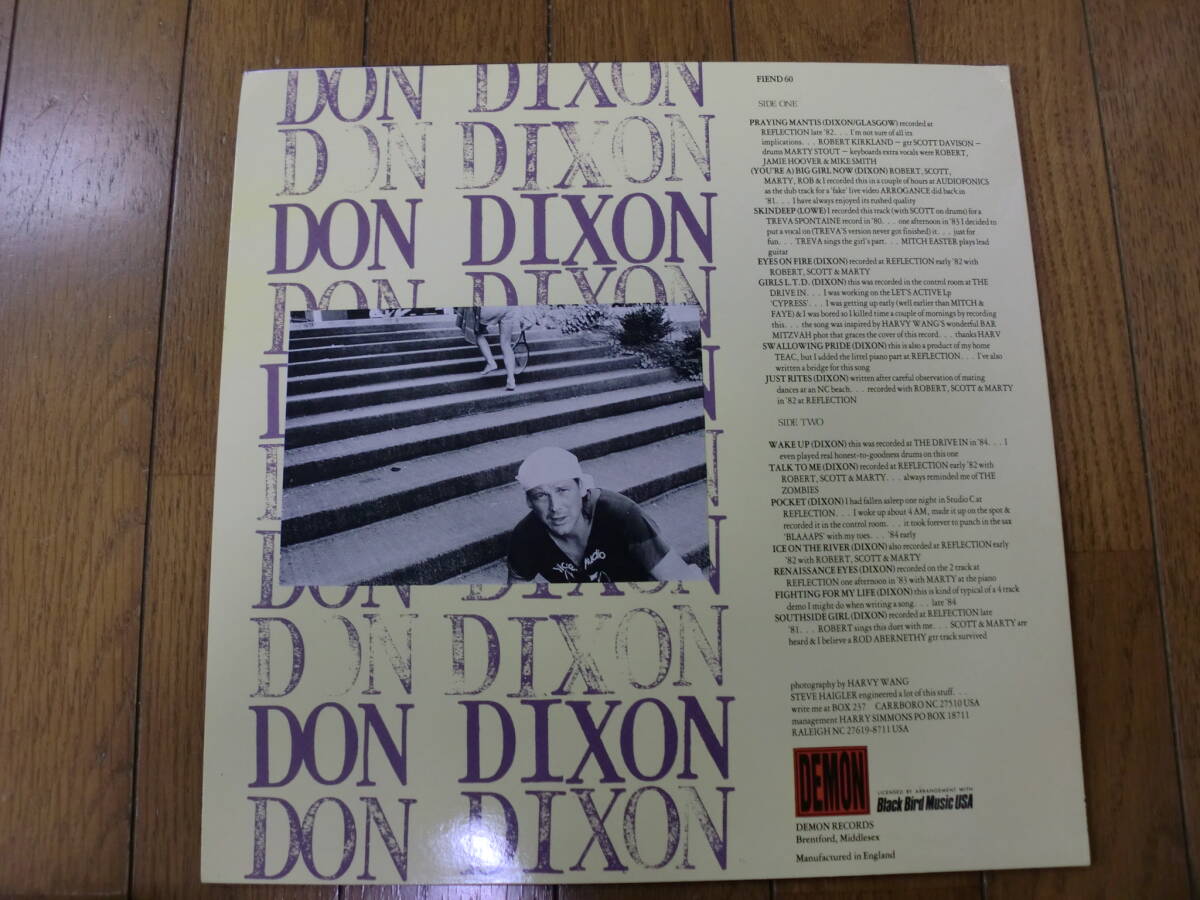 DON DIXON
DON DIXON
DON DIXON
DON DIXON
DON DIXON
DON DIXON
DON DIXON
DON DIXON
FIEND 60
SIDE ONE
PRAYING MANTIS (DIXON/GLASGOW) recorded at
REFLECTION late '82. . . I'm not sure of all its
implications. . . ROBERT KIRKLAND — gtr SCOTT DAVISON —
drums MARTY STOUT — keyboards extra vocals were ROBERT,
JAMIE HOOVER & MIKE SMITH
(YOU'RE A) BIG GIRL NOW (DIXON) ROBERT, SCOTT,
MARTY, ROB & I recorded this in a couple of hours at AUDIOFONICS
as the dub track for a 'fake' live video ARROGANCE did back in
'81. . . I have always enjoyed its rushed quality
SKINDEEP (LOWE) I recorded this track (with SCOTT on drums) for a
TREVA SPONTAINE record in '80. . . one afternoon in '83 I decided to
put a vocal on (TREVA'S version never got finished) it. . . just for
fun. . . TREVA sings the girl's part. . . MITCH EASTER plays lead
guitar
EYES ON FIRE (DIXON) recorded at REFLECTION early '82 with
ROBERT, SCOTT & MARTY
GIRLS L.T.D. (DIXON) this was recorded in the control room at THE
DRIVE IN. . . I was working on the LET'S ACTIVE Lp
'CYPRESS'. . . I was getting up early (well earlier than MITCH &
FAYE) & I was bored so I killed time a couple of mornings by recording
this. . . the song was inspired by HARVY WANG'S wonderful BAR
MITZVAH phot that graces the cover of this record. . . thanks HARV
SWALLOWING PRIDE (DIXON) this is also a product of my home
TEAC, but I udded the littel piano part at REFLECTION. . . I've also
written a bridge for this song
JUST RITES (DIXON) written after careful observation of mating
dances at an NC beach. . . recorded with ROBERT, SCOTT & MARTY
in '82 at REFLECTION
SIDE TWO
WAKE UP (DIXON) this was recorded at THE DRIVE IN in '84. . . I
even played real honest-to-goodness drums on this one
TALK TO ME (DIXON) recorded at REFLECTION early '82 with
ROBERT, SCOTT & MARTY. . . always reminded me of THE
ZOMBIES
POCKET (DIXON) I had fallen asleep one night in Studio C at
REFLECTION. . . I woke up about 4 AM, made it up on the spot &
recorded it in the control room. . . it took forever to punch in the sax
'BLAAAPS' with my toes. . . '84 early
ICE ON THE RIVER (DIXON) also recorded at REFLECTION early
'82 with ROBERT, SCOTT & MARTY
RENAISSANCE EYES (DIXON) recorded on the 2 track at
REFLECTION one afternoon in '83 with MARTY at the piano
FIGHTING FOR MY LIFE (DIXON) this is kind of typical of a 4 track
demo I might do when writing a song. . . late '84
SOUTHSIDE GIRL (DIXON) recorded at RELFECTION late
'81. . . ROBERT sings this duet with me. . . SCOTT & MARTY are
heard & I believe a ROD ABERNETHY gtr track survived
photography by HARVY WANG
STEVE HAIGLER engineered a lot of this stuff. . .
write me at BOX 237 CARRBORO NC 27510 USA
management HARRY SIMMONS PO BOX 18711
RALEIGH NC 27619-8711 USA
DEMON
LICENSED BY ARRANGEMENT WITH
Black Bird Music USA
DEMON RECORDS
Brentford, Middlesex
Manufactured in England